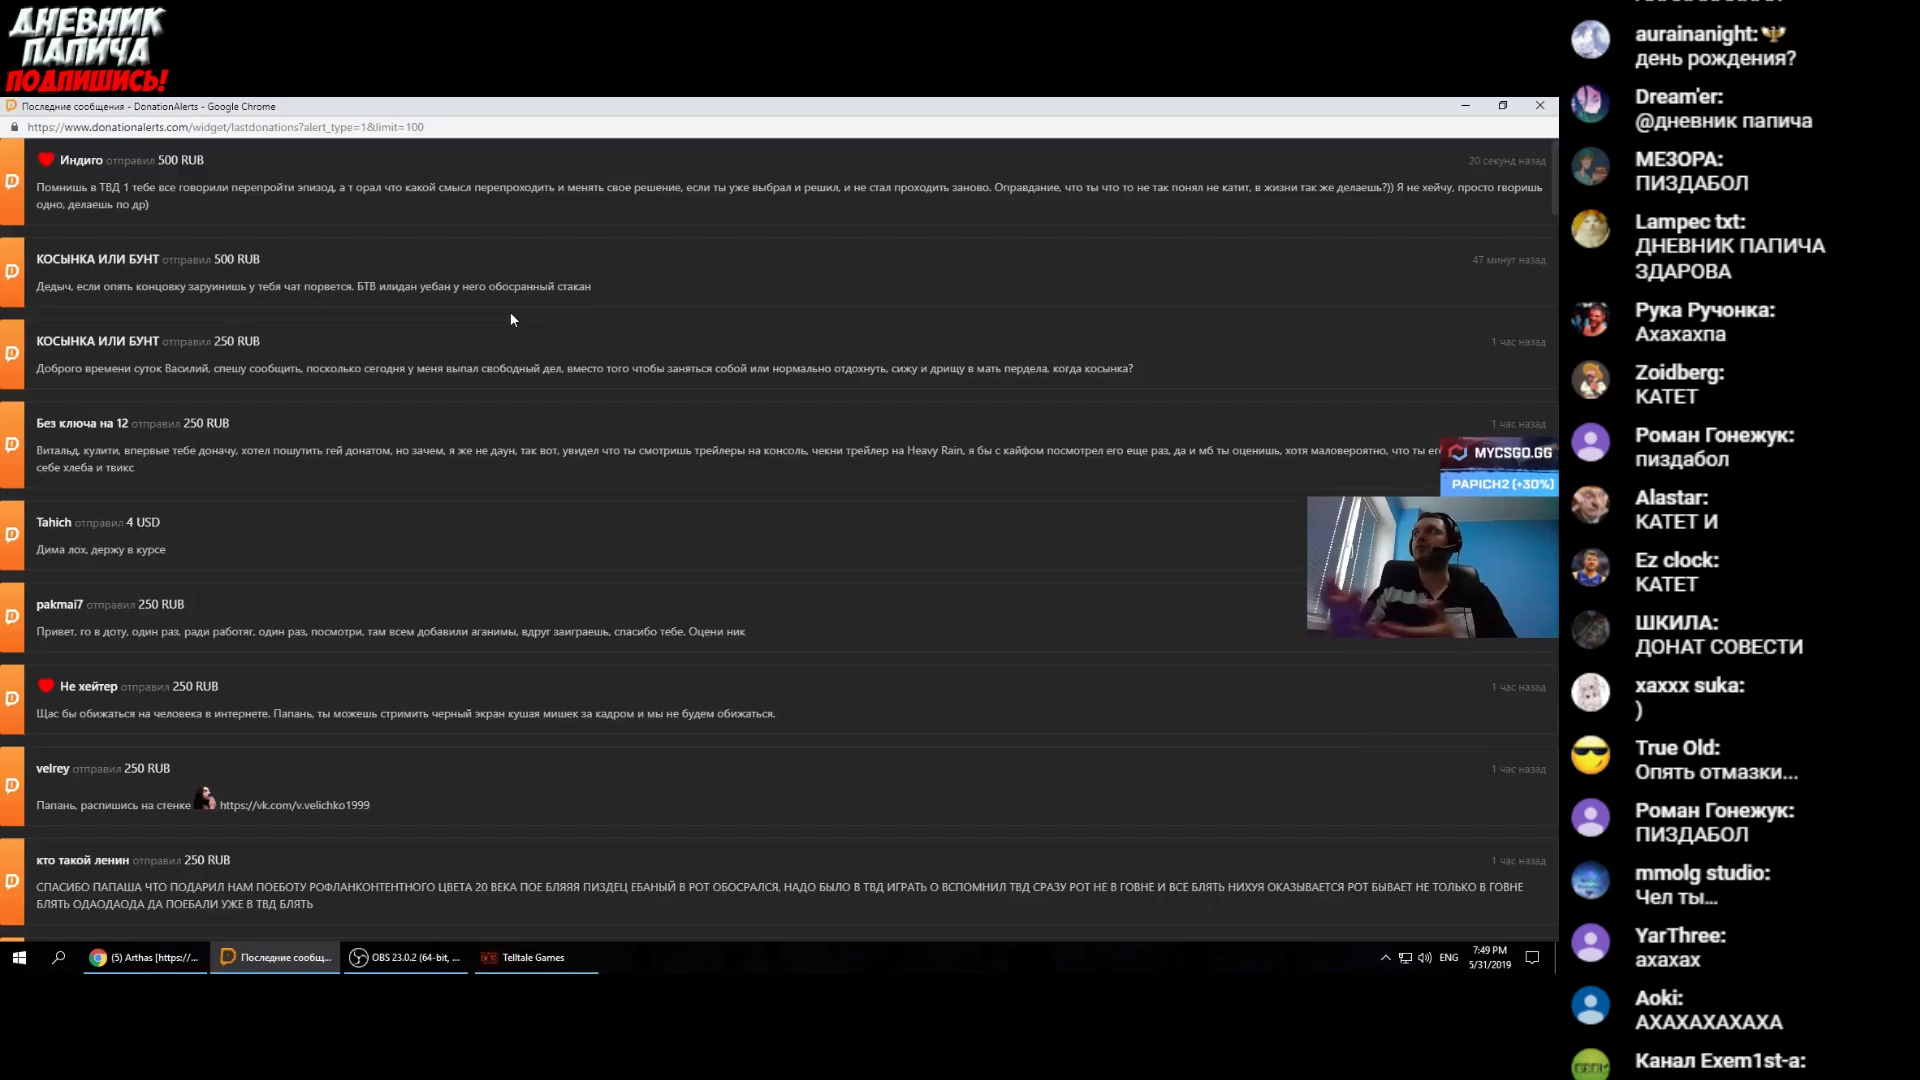 ДНЕВНИК
ПАПИЧА
ПОДПИШИСЬ!
Последние сообщения - DonationAlerts - Google Chrome
https://www.donationalerts.com/widget/lastdonations?alert_type=1&limit=100
Индиго отправил 500 RUB
20 секунд назад
Помнишь в ТВД 1 тебе все говорили перепройти эпизод, а т орал что какой смысл перепроходить и менять свое решение, если ты уже выбрал и решил, и не стал проходить заново. Оправдание, что ты что то не так понял не катит, в жизни так же делаешь?)) Я не хейчу, просто гворишь
одно, делаешь по др)
КОСЫНКА ИЛИ БУНТ отправил 500 RUB
47 минут назад
Дедыч, если опять концовку заруинишь у тебя чат порвется. БТВ илидан уебан у него обосранный стакан
КОСЫНКА ИЛИ БУНТ отправил 250 RUB
1 час назад
Доброго времени суток Василий, спешу сообщить, посколько сегодня у меня выпал свободный дел, вместо того чтобы заняться собой или нормально отдохнуть, сижу и дрищу в мать пердела, когда косынка?
Без ключа на 12 отправил 250 RUB
1 час назад
Витальд, кулити, впервые тебе доначу, хотел пошутить гей донатом, но зачем, я же не даун, так вот, увидел что ты смотришь трейлеры на консоль, чекни трейлер на Heavy Rain, я бы с кайфом посмотрел его еще раз, да и мб ты оценишь, хотя маловероятно, что ты
себе хлеба и твикс
MYCSGO.GG
PAPICH2 (+30%)
Tahich отправил 4 USD
Дима лох, держу в курсе
pakmai7 отправил 250 RUB
Привет, го в доту, один раз, ради работяг, один раз, посмотри, там всем добавили аганимы, вдруг заиграешь, спасибо тебе. Оцени ник
Не хейтер отправил 250 RUB
1 час назад
Щас бы обижаться на человека в интернете. Папань, ты можешь стримить черный экран кушая мишек за кадром и мы не будем обижаться.
velrey отправил 250 RUB
1 час назад
Папань, распишись на стенке https://vk.com/v.velichko1999
кто такой ленин отправил 250 RUB
1 час назад
СПАСИБО ПАПАША ЧТО ПОДАРИЛ НАМ ПОЕБОТУ РОФЛАНКОНТЕНТНОГО ЦВЕТА 20 ВЕКА ПОЕ БЛЯЯЯ ПИЗДЕЦ ЕБАНЫЙ В РОТ ОБОСРАЛСЯ, НАДО БЫЛО В ТВД ИГРАТЬ О ВСПОМНИЛ ТВД СРАЗУ РОТ НЕ В ГОВНЕ И ВСЕ БЛЯТЬ НИХУЯ ОКАЗЫВАЕТСЯ РОТ БЫВАЕТ НЕ ТОЛЬКО В ГОВНЕ
БЛЯТЬ ОДАОДАОДА ДА ПОЕБАЛИ УЖЕ В ТВД БЛЯТЬ
(5) Arthas [https://...
Последние сообщ...
OBS 23.0.2 (64-bit, ...
Telltale Games
ENG
7:49 PM
5/31/2019
aurainanight:
день рождения?
Dream'er:
@дневник папича
МЕЗОРА:
ПИЗДАБОЛ
Lampec txt:
ДНЕВНИК ПАПИЧА
ЗДАРОВА
Рука Ручонка:
Ахахахпа
Zoidberg:
КАТЕТ
Роман Гонежук:
пиздабол
Alastar:
КАТЕТ И
Ez clock:
КАТЕТ
ШКИЛА:
ДОНАТ СОВЕСТИ
xaxxx suka:
)
True Old:
Опять отмазки...
Роман Гонежук:
ПИЗДАБОЛ
mmolg studio:
Чел ты...
YarThree:
ахахах
Aoki:
АХАХАХАХАХА
Канал Exem1st-a: